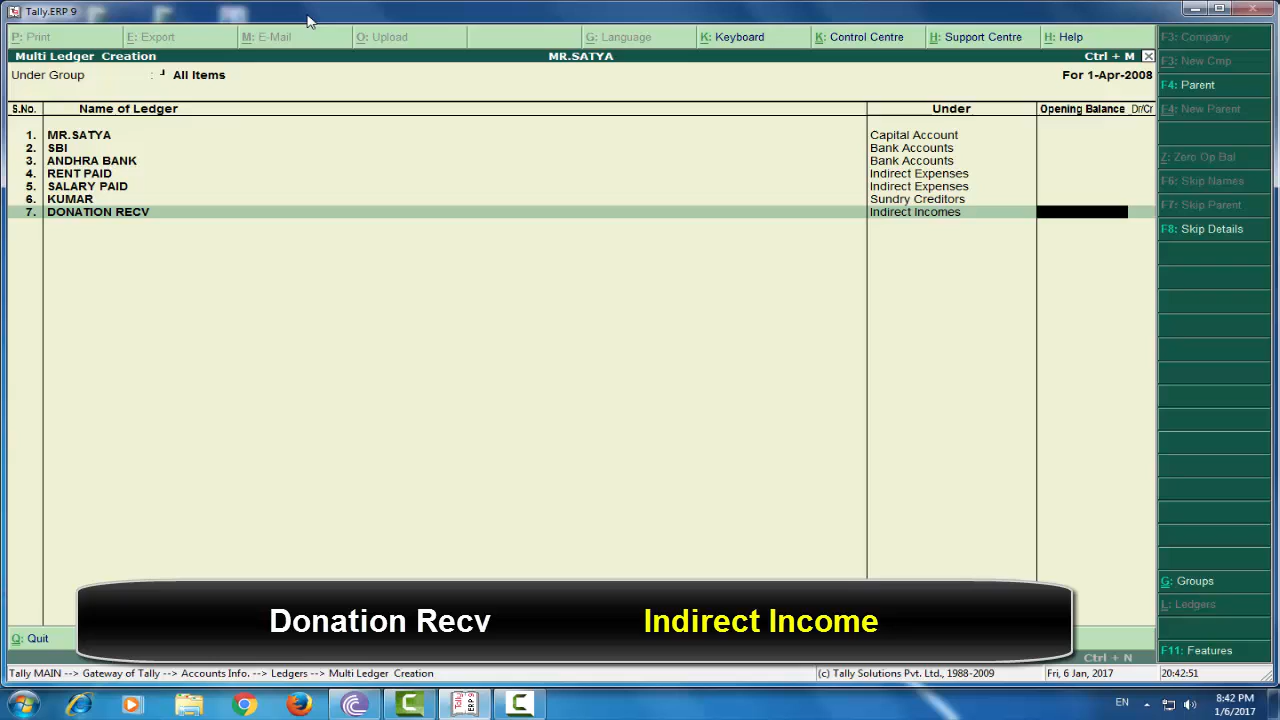 Tally.ERP 9
P: Print E: Export M: E-Mail O: Upload G: Language K: Keyboard K: Control Centre H: Support Centre H: Help
Multi Ledger Creation MR.SATYA Ctrl + M
Under Group : ┘ All Items For 1-Apr-2008
S.No. Name of Ledger Under Opening Balance Dr/Cr
1. MR.SATYA Capital Account
2. SBI Bank Accounts
3. ANDHRA BANK Bank Accounts
4. RENT PAID Indirect Expenses
5. SALARY PAID Indirect Expenses
6. KUMAR Sundry Creditors
7. DONATION RECV Indirect Incomes
F3: Company
F3: New Cmp
F4: Parent
F4: New Parent
Z: Zero Op Bal
F6: Skip Names
F7: Skip Parent
F8: Skip Details
G: Groups
L: Ledgers
F11: Features
Donation Recv Indirect Income
Q: Quit
Ctrl + N
Tally MAIN --> Gateway of Tally --> Accounts Info. --> Ledgers --> Multi Ledger Creation (c) Tally Solutions Pvt. Ltd., 1988-2009 Fri, 6 Jan, 2017 20:42:51
EN 8:42 PM
1/6/2017